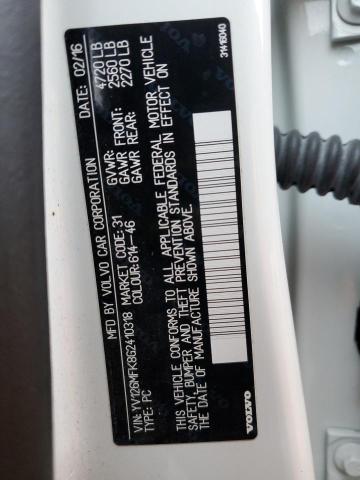 MFD BY VOLVO CAR CORPORATION DATE: 02/16
GVWR: 4720 LB
GAWR FRONT: 2560 LB
GAWR REAR: 2270 LB
VIN: YV126MFK8G2410318 MARKET CODE: 31
TYPE: PC COLOUR: 614-46
THIS VEHICLE CONFORMS TO ALL APPLICABLE FEDERAL MOTOR VEHICLE
SAFETY, BUMPER AND THEFT PREVENTION STANDARDS IN EFFECT ON
THE DATE OF MANUFACTURE SHOWN ABOVE.
VOLVO 31416040